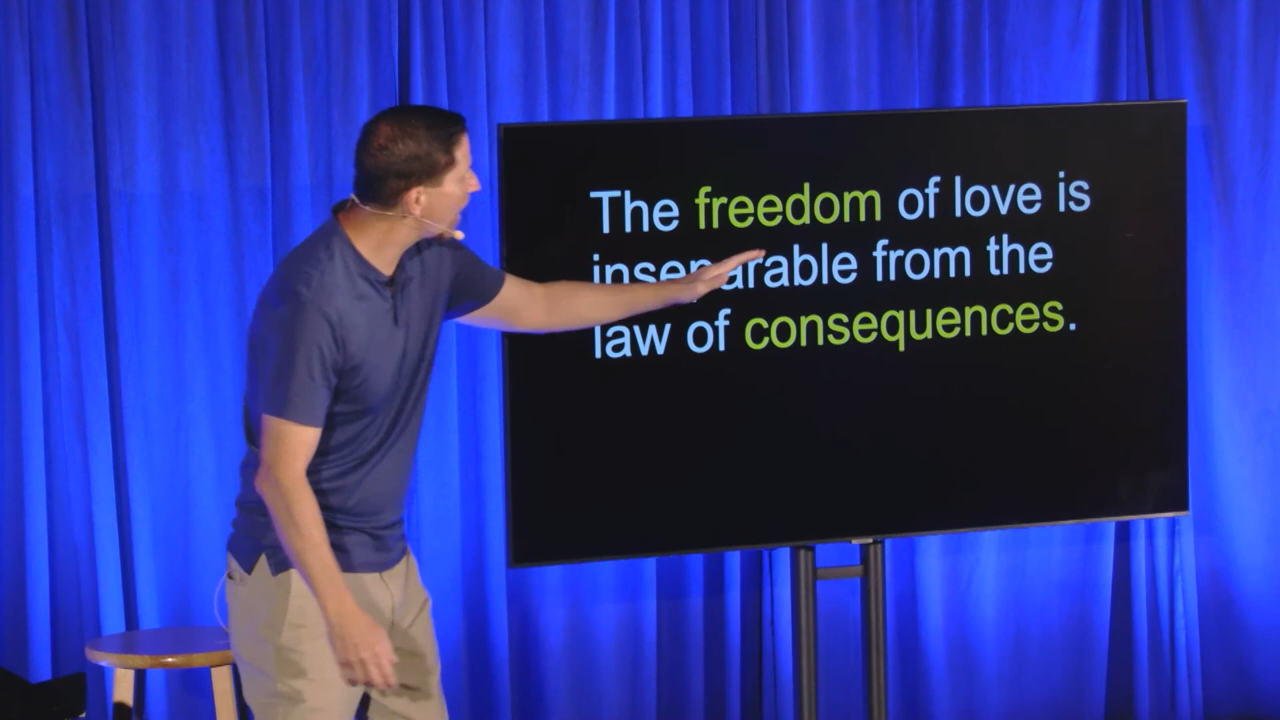 The freedom of love is
inseparable from the
law of consequences.